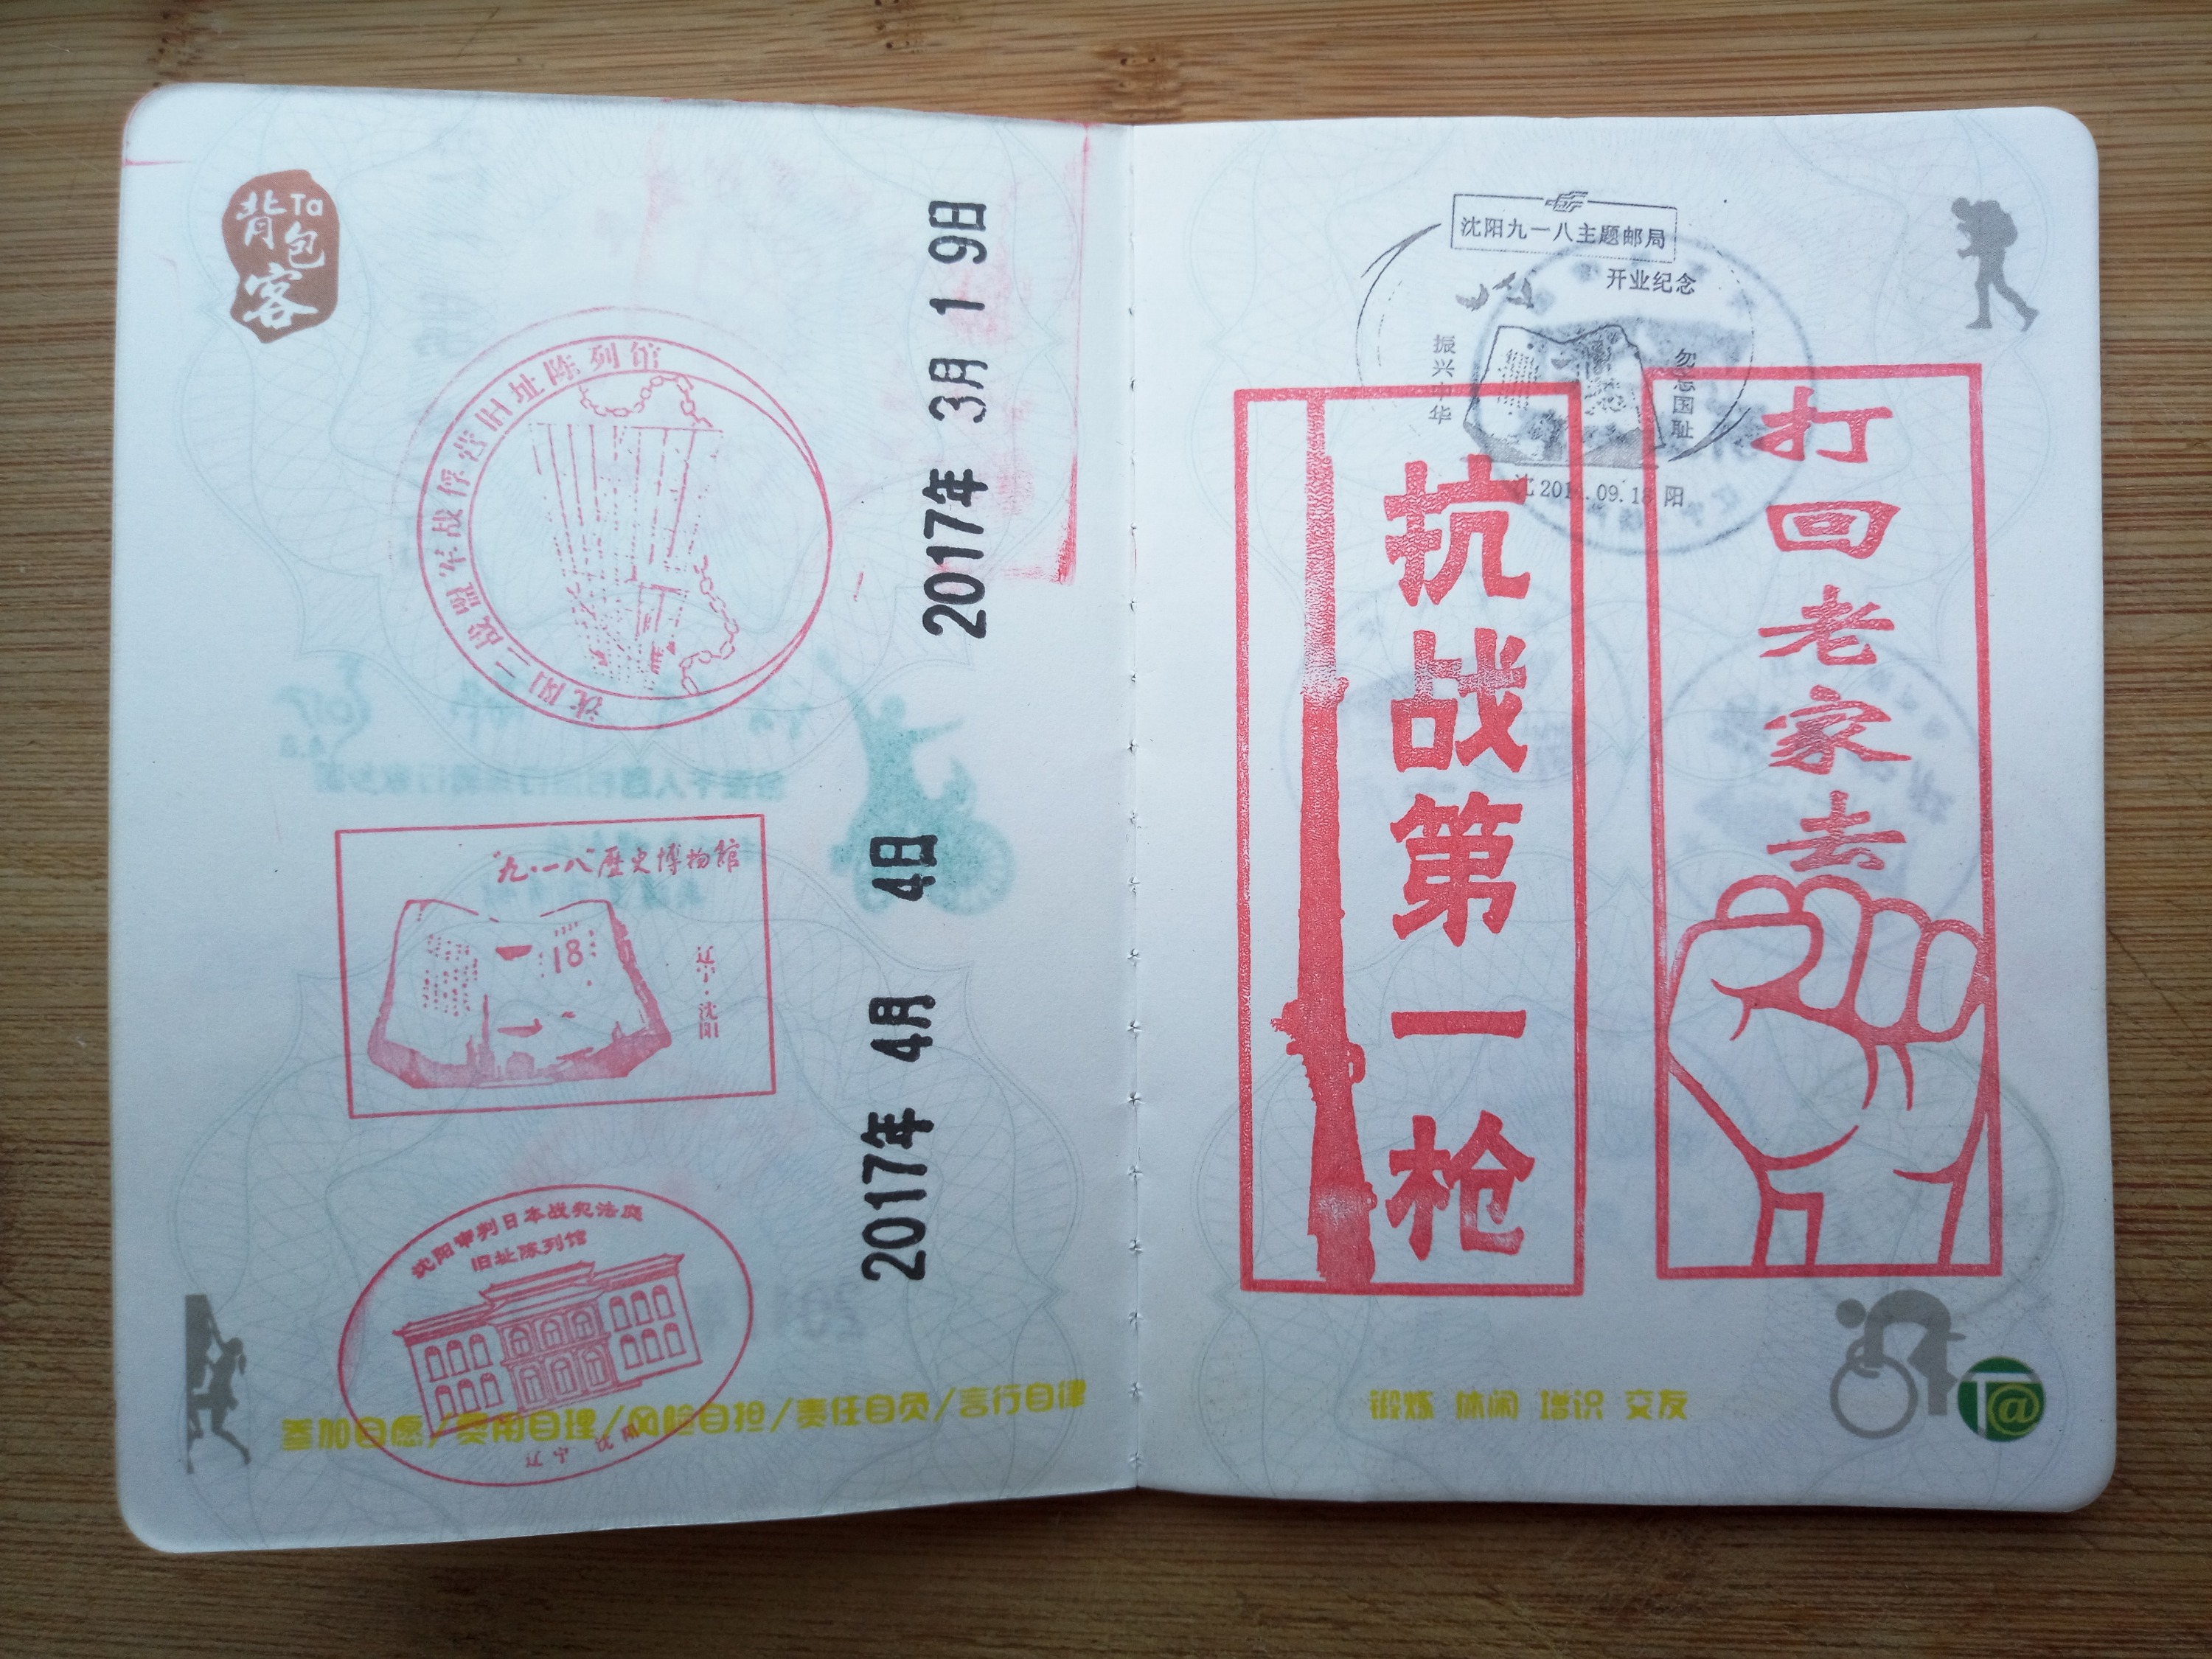 背Ta包客
沈阳二战盟军战俘营旧址陈列馆
2017年 3月 1 9日
"九·一八"歷史博物館
18
辽宁·沈阳
2017年 4月 4日
沈阳审判日本战犯法庭
旧址陈列馆
辽宁 沈阳
参加自愿/费用自理/风险自担/责任自负/言行自律
沈阳九一八主题邮局
开业纪念
振兴中华
勿忘国耻
阳
抗战第一枪
打回老家去
锻炼 休闲 增识 交友
T@